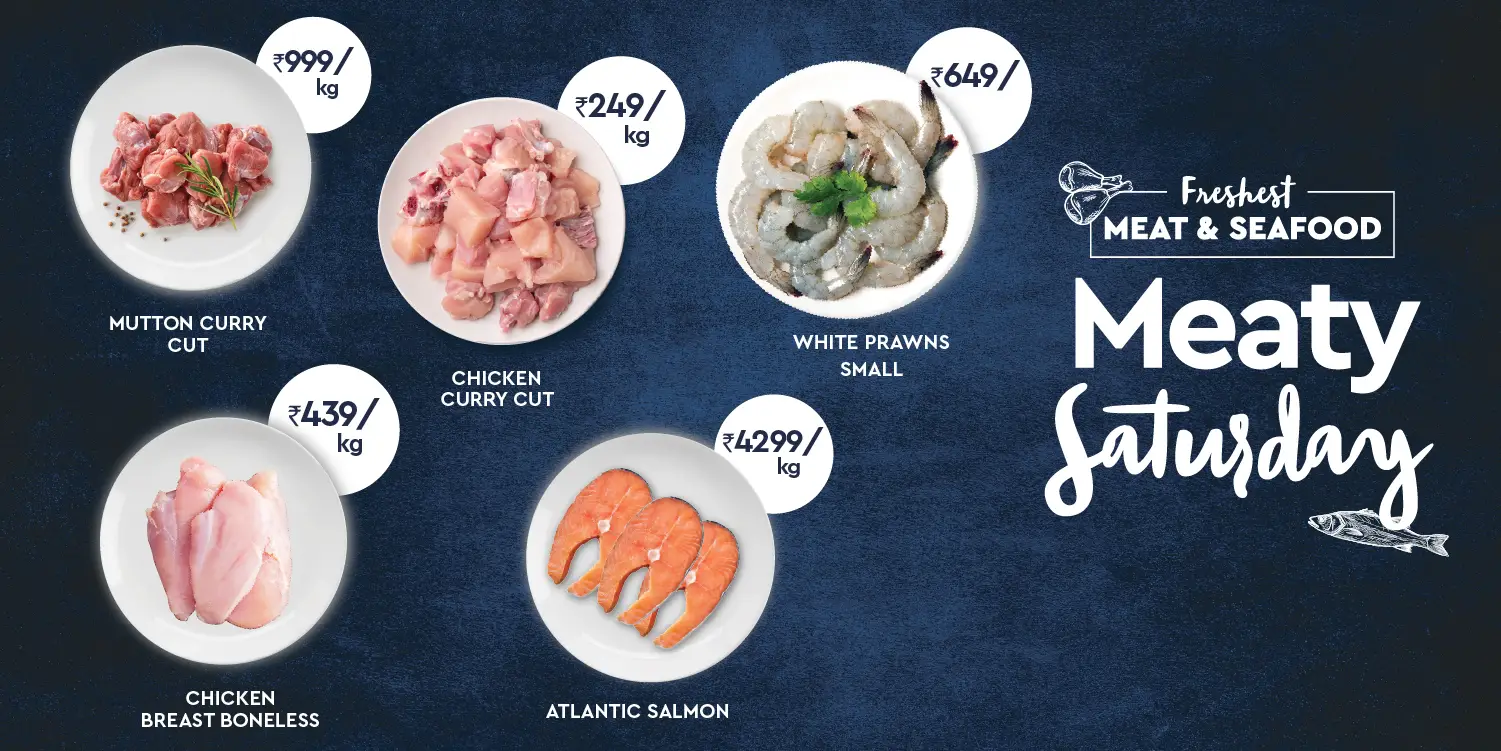 ₹999/
kg
MUTTON CURRY
CUT
₹249/
kg
CHICKEN
CURRY CUT
₹649/
WHITE PRAWNS
SMALL
₹439/
kg
CHICKEN
BREAST BONELESS
₹4299/
kg
ATLANTIC SALMON
Freshest
MEAT & SEAFOOD
Meaty
Saturday